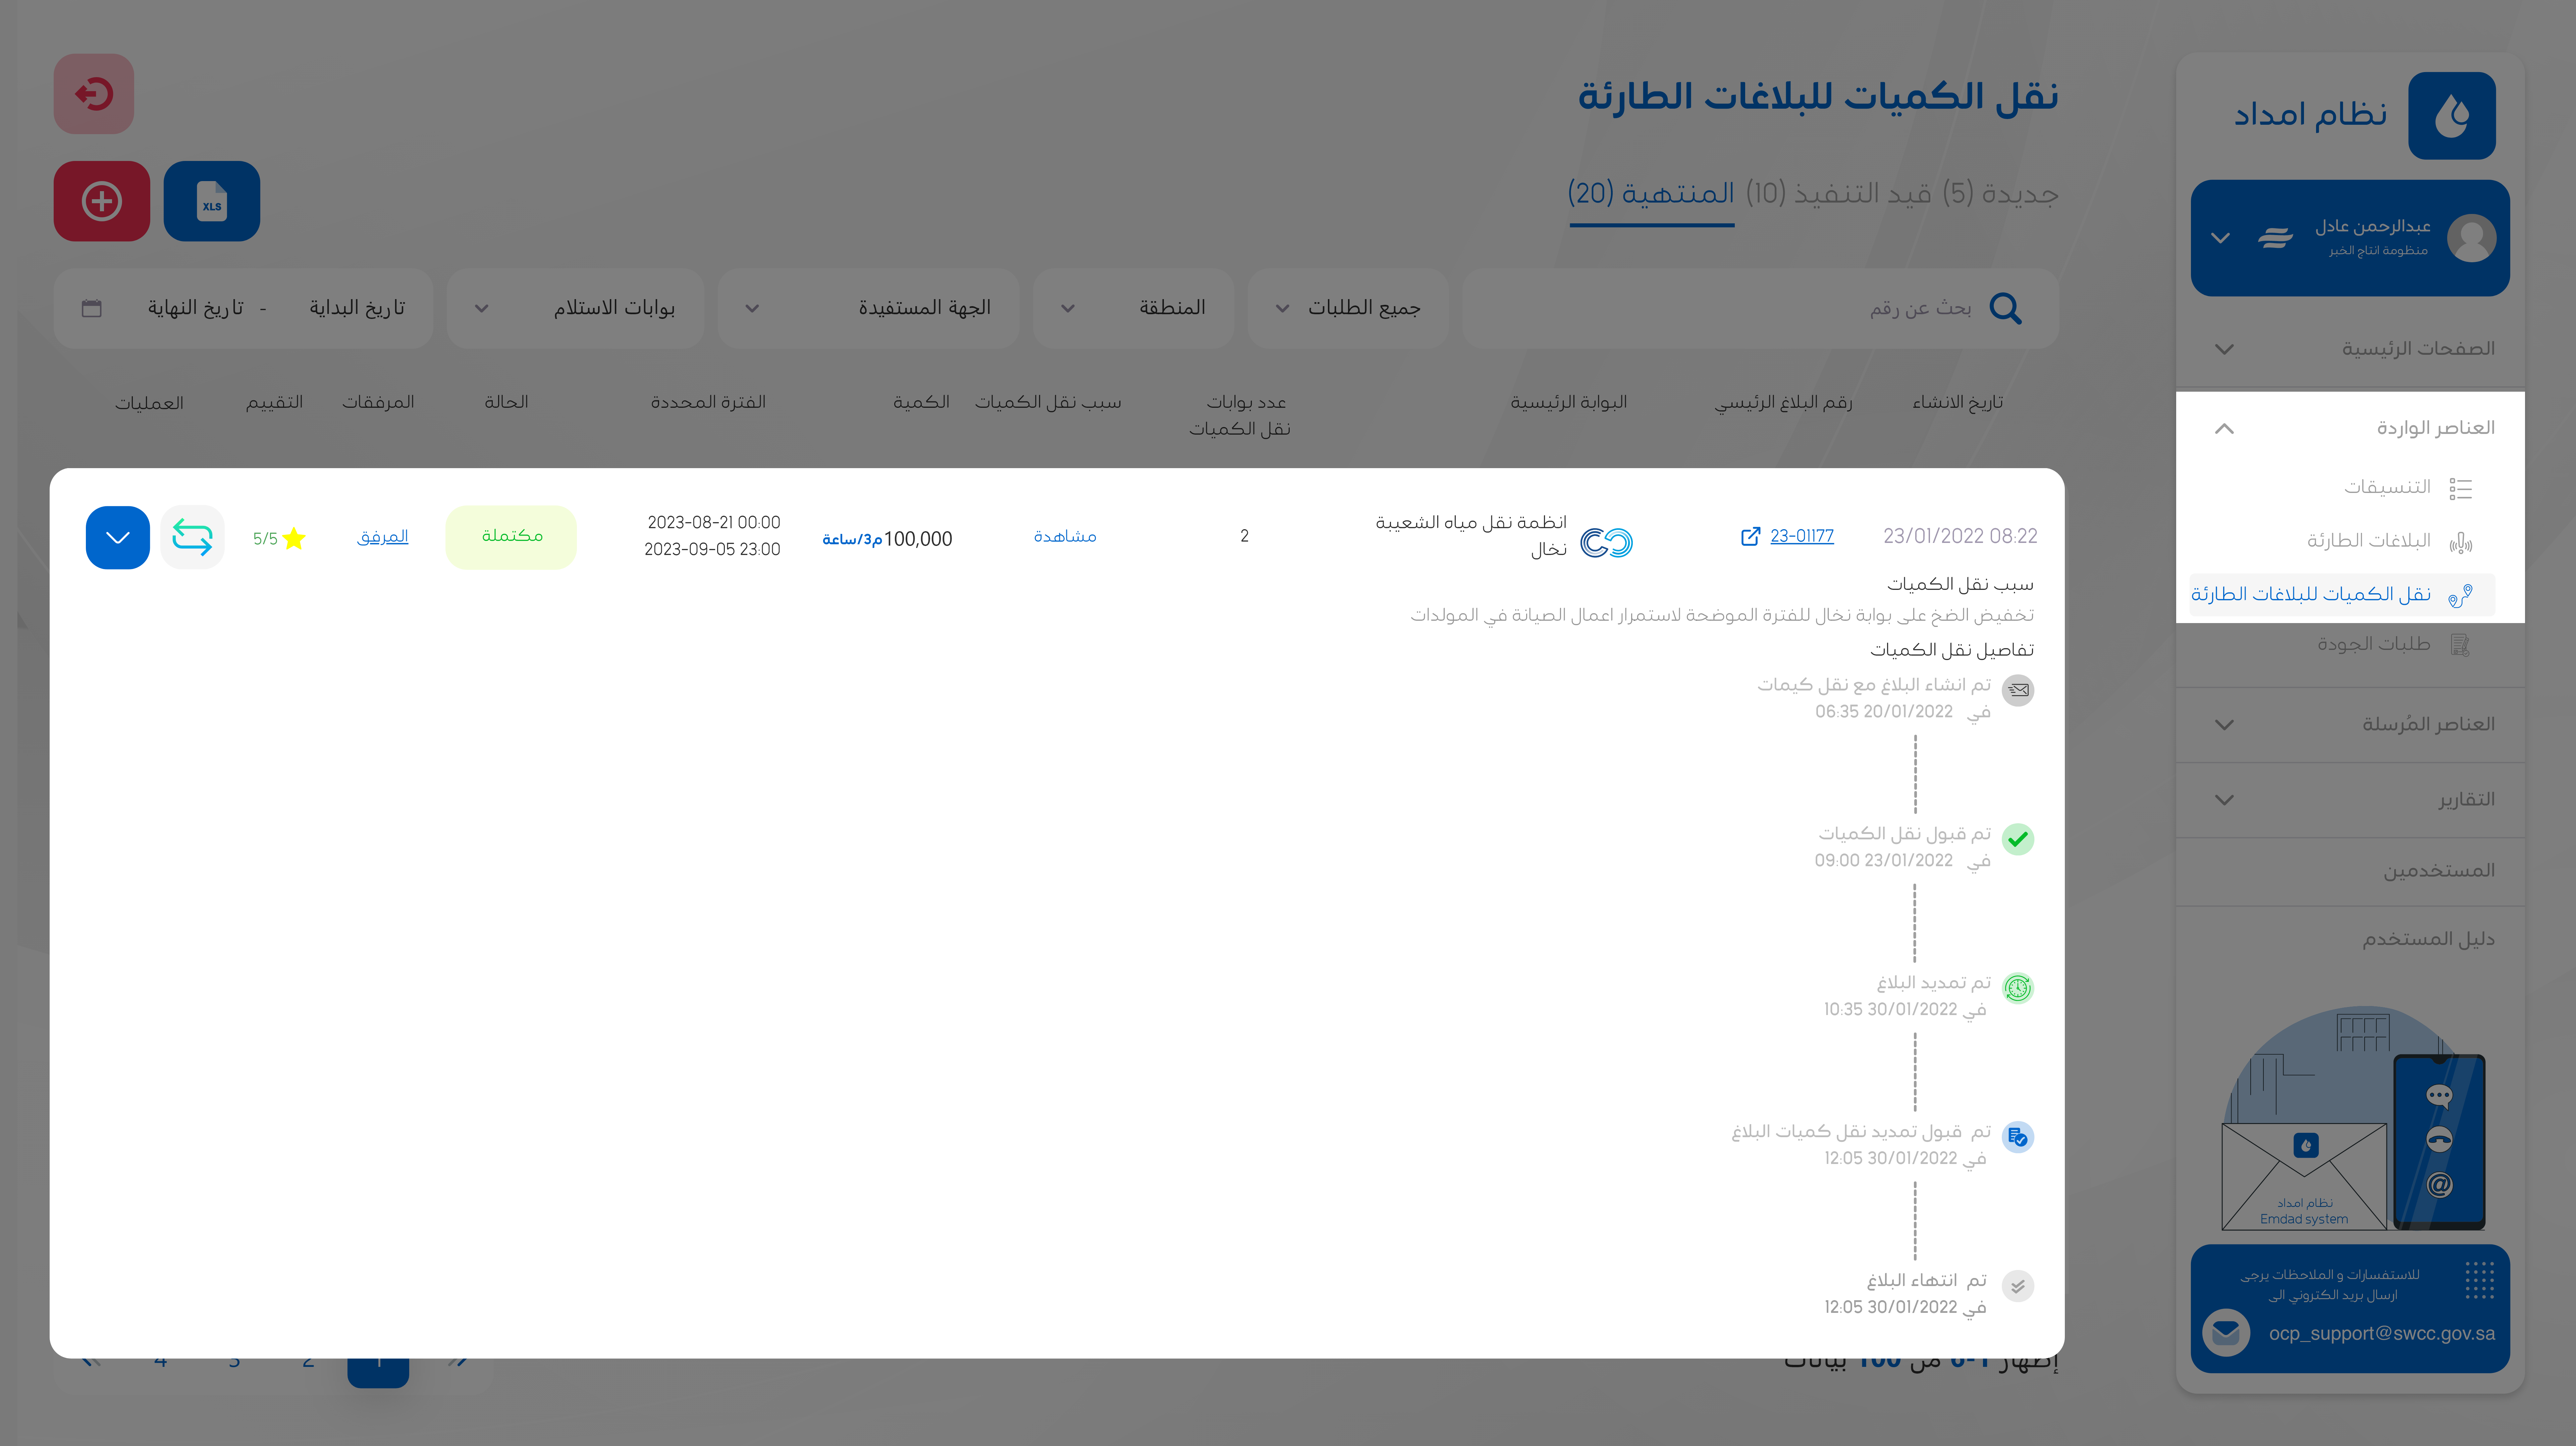 نظام امداد
عبدالرحمن عادل
منظومة انتاج الخبر
الصفحات الرئيسية
العناصر الواردة
التنسيقات
البلاغات الطارئة
نقل الكميات للبلاغات الطارئة
طلبات الجودة
العناصر المُرسلة
التقارير
المستخدمين
دليل المستخدم
نظام امداد
Emdad system
للاستفسارات و الملاحظات يرجى
ارسال بريد الكتروني الى
ocp_support@swcc.gov.sa
نقل الكميات للبلاغات الطارئة
جديدة (5) قيد التنفيذ (10) المنتهية (20)
XLS
بحث عن رقم
جميع الطلبات
المنطقة
الجهة المستفيدة
بوابات الاستلام
تاريخ البداية - تاريخ النهاية
تاريخ الانشاء
رقم البلاغ الرئيسي
البوابة الرئيسية
عدد بوابات
نقل الكميات
سبب نقل الكميات
الكمية
الفترة المحددة
الحالة
المرفقات
التقييم
العمليات
23/01/2022 08:22
23-01177
انظمة نقل مياه الشعيبة
نخال
2
مشاهدة
100,000م3/ساعة
2023-08-21 00:00
2023-09-05 23:00
مكتملة
المرفق
5/5
سبب نقل الكميات
تخفيض الضخ على بوابة نخال للفترة الموضحة لاستمرار اعمال الصيانة في المولدات
تفاصيل نقل الكميات
تم انشاء البلاغ مع نقل كيمات
في 20/01/2022 06:35
تم قبول نقل الكميات
في 23/01/2022 09:00
تم تمديد البلاغ
في 30/01/2022 10:35
تم قبول تمديد نقل كميات البلاغ
في 30/01/2022 12:05
تم انتهاء البلاغ
في 30/01/2022 12:05
إظهار 1-6 من 100 بيانات
1 2 3 4